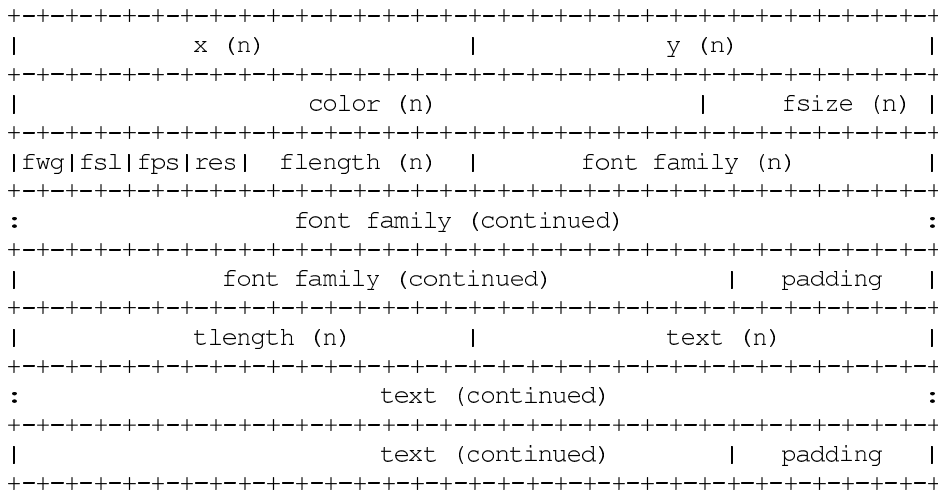 +-+-+-+-+-+-+-+-+-+-+-+-+-+-+-+-+-+-+-+-+-+-+-+-+-+-+-+-+-+-+-+-+
|            x (n)              |             y (n)             |
+-+-+-+-+-+-+-+-+-+-+-+-+-+-+-+-+-+-+-+-+-+-+-+-+-+-+-+-+-+-+-+-+
|                    color (n)                  |     fsize (n) |
+-+-+-+-+-+-+-+-+-+-+-+-+-+-+-+-+-+-+-+-+-+-+-+-+-+-+-+-+-+-+-+-+
|fwg|fsl|fps|res|  flength (n)  |       font family (n)         |
+-+-+-+-+-+-+-+-+-+-+-+-+-+-+-+-+-+-+-+-+-+-+-+-+-+-+-+-+-+-+-+-+
:                   font family (continued)                     :
+-+-+-+-+-+-+-+-+-+-+-+-+-+-+-+-+-+-+-+-+-+-+-+-+-+-+-+-+-+-+-+-+
|              font family (continued)            |   padding   |
+-+-+-+-+-+-+-+-+-+-+-+-+-+-+-+-+-+-+-+-+-+-+-+-+-+-+-+-+-+-+-+-+
|            tlength (n)        |             text (n)          |
+-+-+-+-+-+-+-+-+-+-+-+-+-+-+-+-+-+-+-+-+-+-+-+-+-+-+-+-+-+-+-+-+
:                         text (continued)                      :
+-+-+-+-+-+-+-+-+-+-+-+-+-+-+-+-+-+-+-+-+-+-+-+-+-+-+-+-+-+-+-+-+
|                         text (continued)        |   padding   |
+-+-+-+-+-+-+-+-+-+-+-+-+-+-+-+-+-+-+-+-+-+-+-+-+-+-+-+-+-+-+-+-+